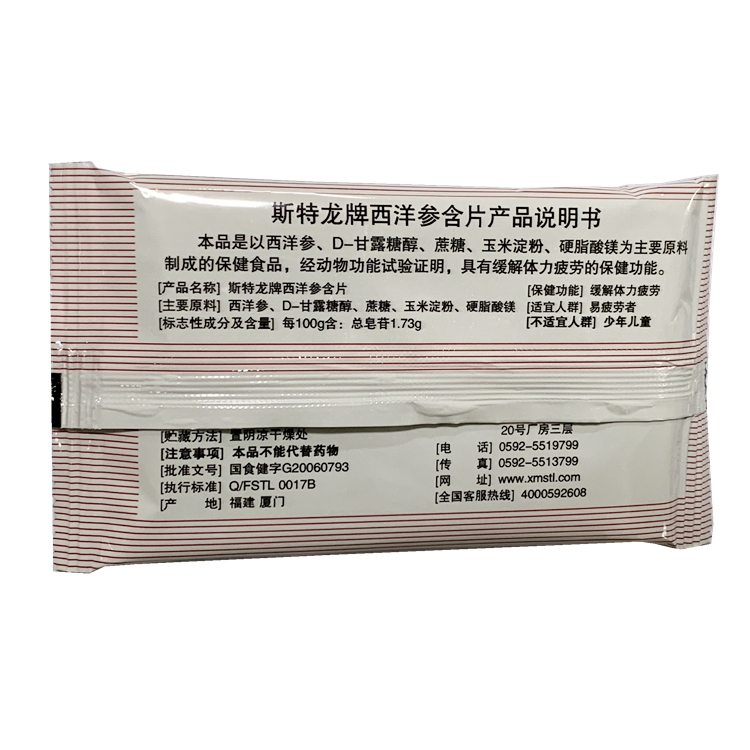 斯特龙牌西洋参含片产品说明书
本品是以西洋参、D-甘露糖醇、蔗糖、玉米淀粉、硬脂酸镁为主要原料
制成的保健食品，经动物功能试验证明，具有缓解体力疲劳的保健功能。
[产品名称] 斯特龙牌西洋参含片
[主要原料] 西洋参、D-甘露糖醇、蔗糖、玉米淀粉、硬脂酸镁
[标志性成分及含量] 每100g含：总皂苷1.73g
[保健功能] 缓解体力疲劳
[适宜人群] 易疲劳者
[不适宜人群] 少年儿童
[贮藏方法] 置阴凉干燥处
[注意事项] 本品不能代替药物
[批准文号] 国食健字G20060793
[执行标准] Q/FSTL 0017B
[产 地] 福建 厦门
20号厂房三层
[电 话] 0592-5519799
[传 真] 0592-5513799
[网 址] www.xmstl.com
[全国客服热线] 4000592608